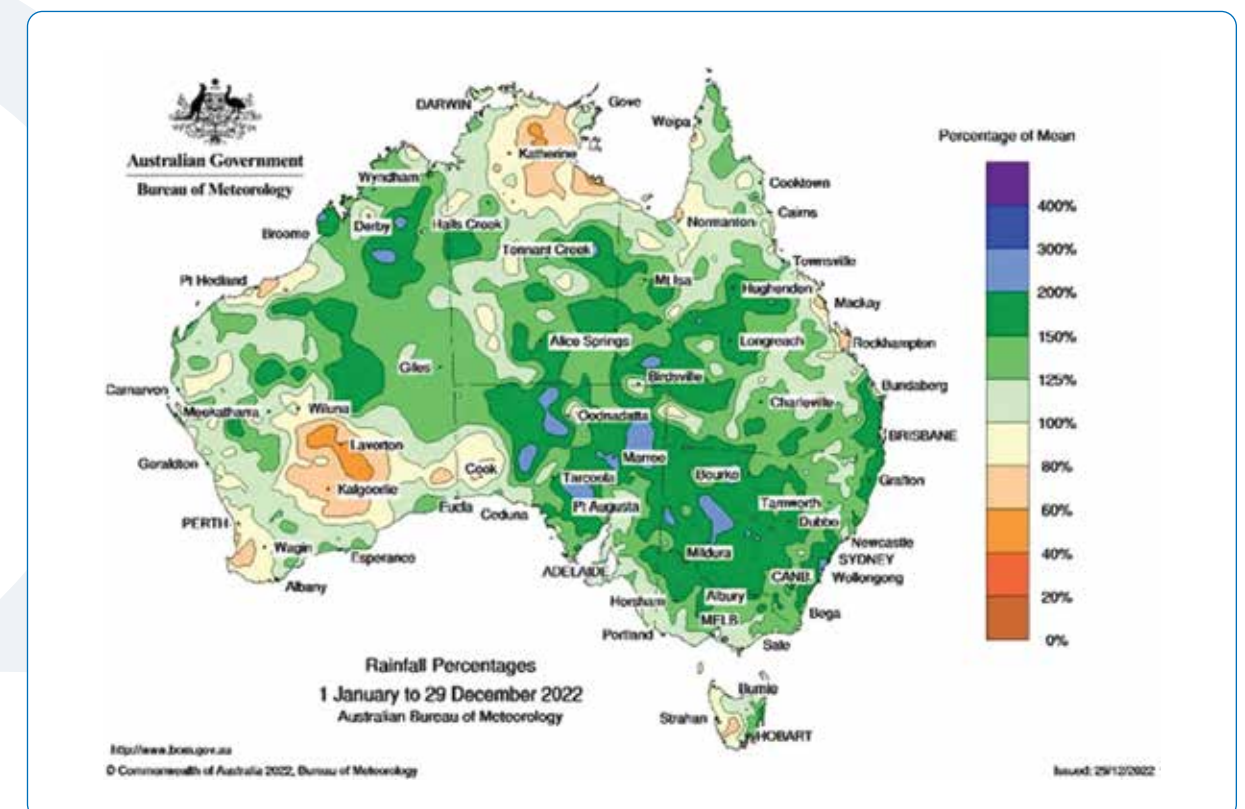 Australian Government
Bureau of Meteorology
DARWIN
Gove
Weipa
Katherine
Wyndham
Cooktown
Cairns
Normanton
Derby
Halls Creek
Broome
Tennant Creek
Townsville
Pt Hedland
Mt Isa
Hughenden
Mackay
Alice Springs
Longreach
Rockhampton
Giles
Birdsville
Bundaberg
Carnarvon
Meekatharra
Wiluna
Oodnadatta
Charleville
BRISBANE
Laverton
Marree
Geraldton
Cook
Bourke
Grafton
Kalgoorlie
Tarcoola
Tamworth
Pt Augusta
Eucla
Ceduna
Dubbo
PERTH
Newcastle
Wagin
Esperance
Mildura
SYDNEY
ADELAIDE
CANB.
Wollongong
Albany
Horsham
Albury
Bega
MELB
Portland
Sale
Burnie
Strahan
HOBART
Percentage of Mean
400%
300%
200%
150%
125%
100%
80%
60%
40%
20%
0%
Rainfall Percentages
1 January to 29 December 2022
Australian Bureau of Meteorology
http://www.bom.gov.au
© Commonwealth of Australia 2022, Bureau of Meteorology
Issued: 29/12/2022